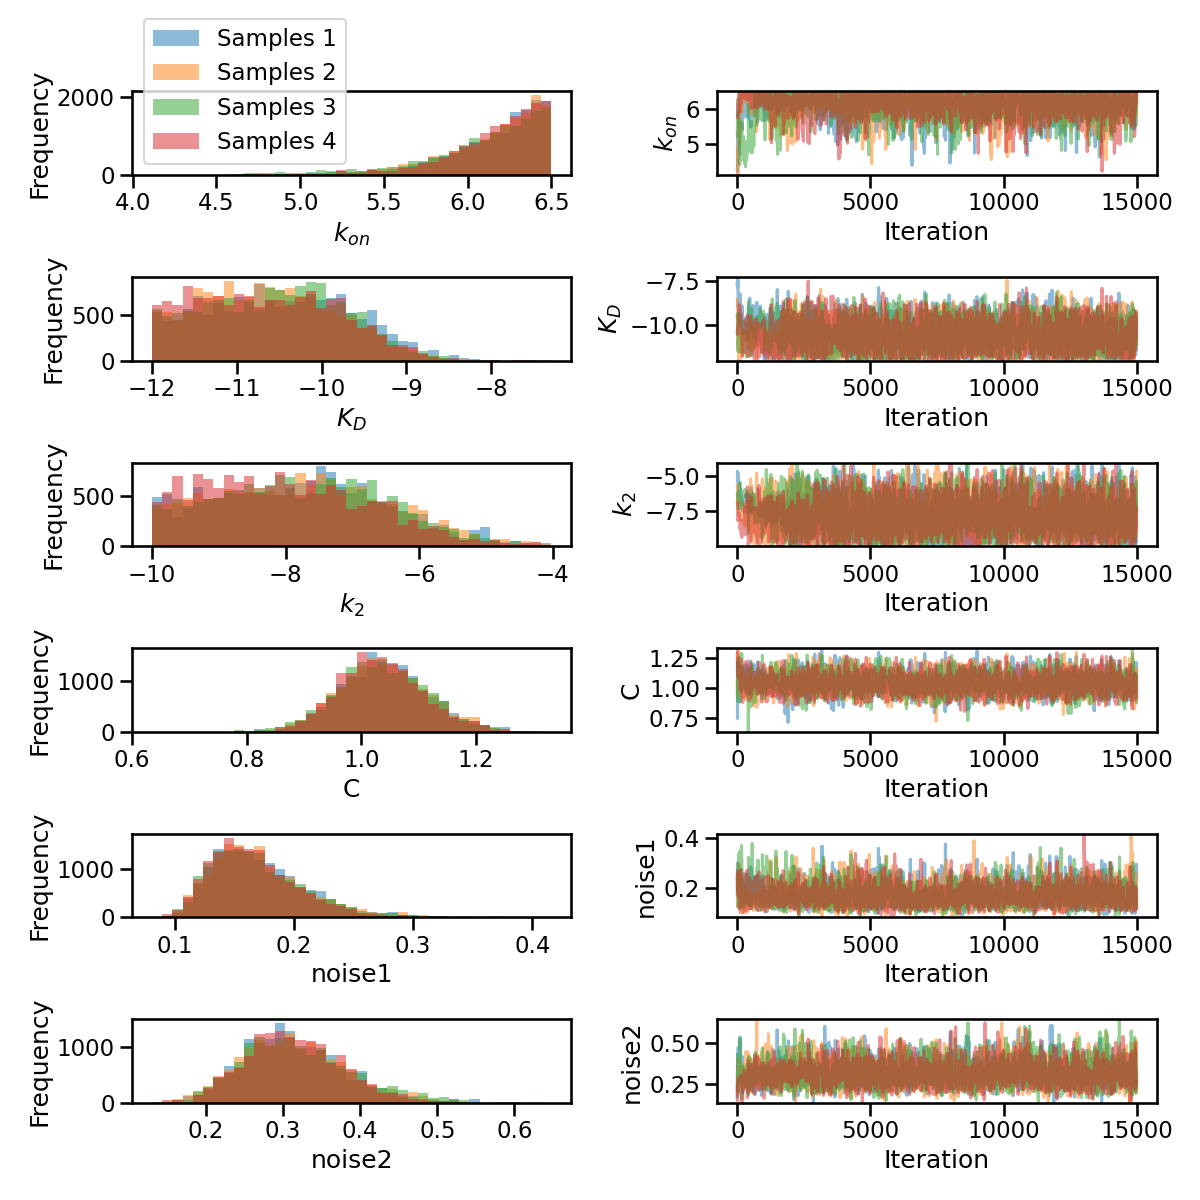 Samples 1
Samples 2
Samples 3
Samples 4
Frequency
2000
0
4.0 4.5 5.0 5.5 6.0 6.5
k_on
k_on
6
5
0 5000 10000 15000
Iteration
Frequency
500
0
−12 −11 −10 −9 −8
K_D
K_D
−7.5
−10.0
0 5000 10000 15000
Iteration
Frequency
500
0
−10 −8 −6 −4
k_2
k_2
−5.0
−7.5
0 5000 10000 15000
Iteration
Frequency
1000
0
0.6 0.8 1.0 1.2
C
C
1.25
1.00
0.75
0 5000 10000 15000
Iteration
Frequency
1000
0
0.1 0.2 0.3 0.4
noise1
noise1
0.4
0.2
0 5000 10000 15000
Iteration
Frequency
1000
0
0.2 0.3 0.4 0.5 0.6
noise2
noise2
0.50
0.25
0 5000 10000 15000
Iteration